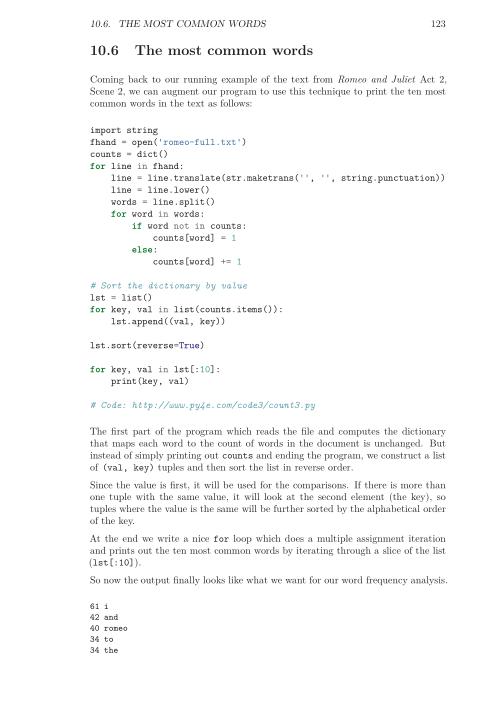 10.6. THE MOST COMMON WORDS 123
10.6 The most common words
Coming back to our running example of the text from Romeo and Juliet Act 2,
Scene 2, we can augment our program to use this technique to print the ten most
common words in the text as follows:
import string
fhand = open('romeo-full.txt')
counts = dict()
for line in fhand:
    line = line.translate(str.maketrans('', '', string.punctuation))
    line = line.lower()
    words = line.split()
    for word in words:
        if word not in counts:
            counts[word] = 1
        else:
            counts[word] += 1
# Sort the dictionary by value
lst = list()
for key, val in list(counts.items()):
    lst.append((val, key))
lst.sort(reverse=True)
for key, val in lst[:10]:
    print(key, val)
# Code: http://www.py4e.com/code3/count3.py
The first part of the program which reads the file and computes the dictionary
that maps each word to the count of words in the document is unchanged. But
instead of simply printing out counts and ending the program, we construct a list
of (val, key) tuples and then sort the list in reverse order.
Since the value is first, it will be used for the comparisons. If there is more than
one tuple with the same value, it will look at the second element (the key), so
tuples where the value is the same will be further sorted by the alphabetical order
of the key.
At the end we write a nice for loop which does a multiple assignment iteration
and prints out the ten most common words by iterating through a slice of the list
(lst[:10]).
So now the output finally looks like what we want for our word frequency analysis.
61 i
42 and
40 romeo
34 to
34 the